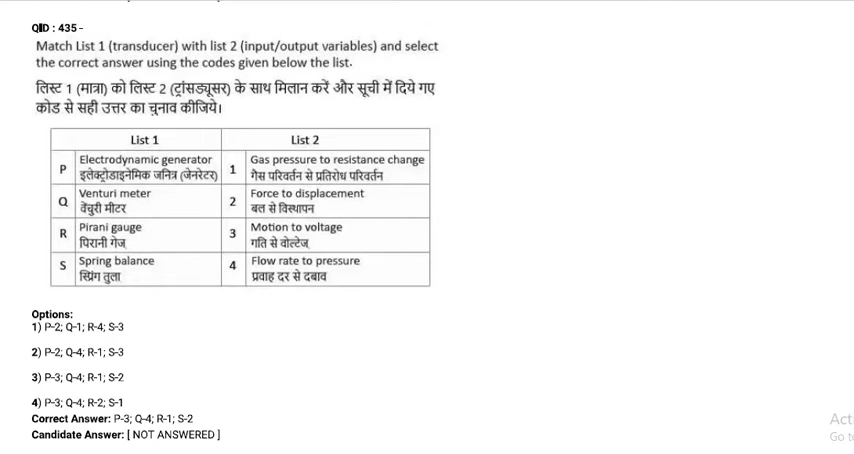 QID : 435 -
Match List 1 (transducer) with list 2 (input/output variables) and select
the correct answer using the codes given below the list.
लिस्ट 1 (मात्रा) को लिस्ट 2 (ट्रांसड्यूसर) के साथ मिलान करें और सूची में दिये गए
कोड से सही उत्तर का चुनाव कीजिये।
List 1 List 2
P Electrodynamic generator 1 Gas pressure to resistance change
इलेक्ट्रोडाइनेमिक जनित्र (जेनरेटर) गैस परिवर्तन से प्रतिरोध परिवर्तन
Q Venturi meter 2 Force to displacement
वेंचुरी मीटर बल से विस्थापन
R Pirani gauge 3 Motion to voltage
पिरानी गेज गति से वोल्टेज
S Spring balance 4 Flow rate to pressure
स्प्रिंग तुला प्रवाह दर से दबाव
Options:
1) P-2; Q-1; R-4; S-3
2) P-2; Q-4; R-1; S-3
3) P-3; Q-4; R-1; S-2
4) P-3; Q-4; R-2; S-1
Correct Answer: P-3; Q-4; R-1; S-2
Candidate Answer: [ NOT ANSWERED ]
Act
Go t